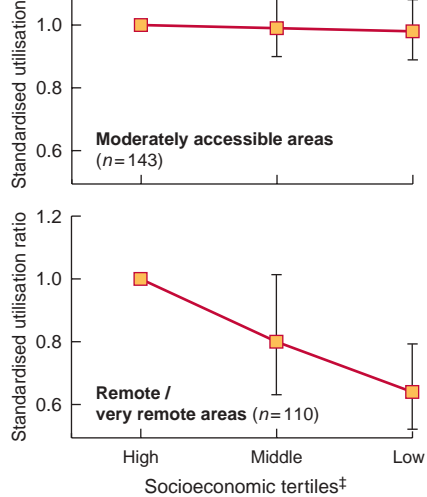 Standardised utilisation
1.0
0.8
0.6
Moderately accessible areas
(n=143)
Standardised utilisation ratio
1.2
1.0
0.8
0.6
Remote /
very remote areas (n=110)
High Middle Low
Socioeconomic tertiles‡